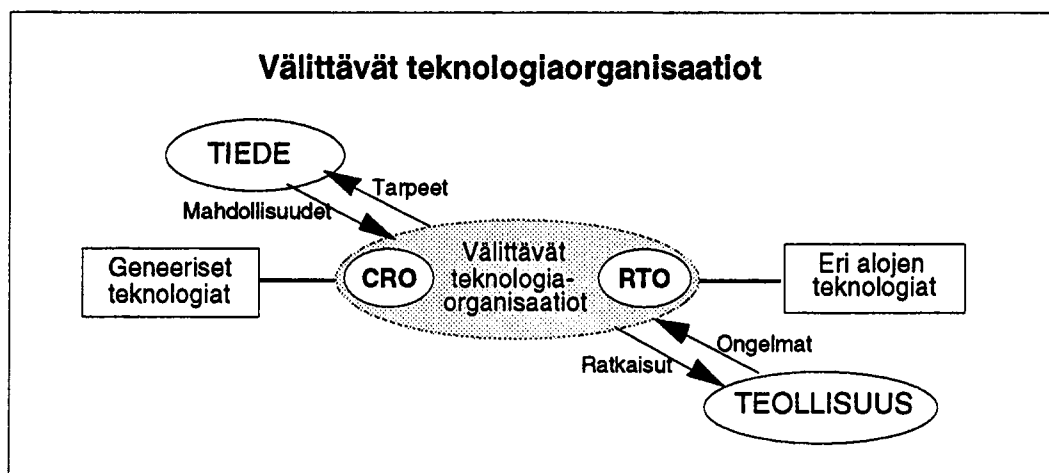 Välittävät teknologiaorganisaatiot
TIEDE
Tarpeet
Mahdollisuudet
Geneeriset
teknologiat
CRO
Välittävät
teknologia-
organisaatiot
RTO
Eri alojen
teknologiat
Ongelmat
Ratkaisut
TEOLLISUUS